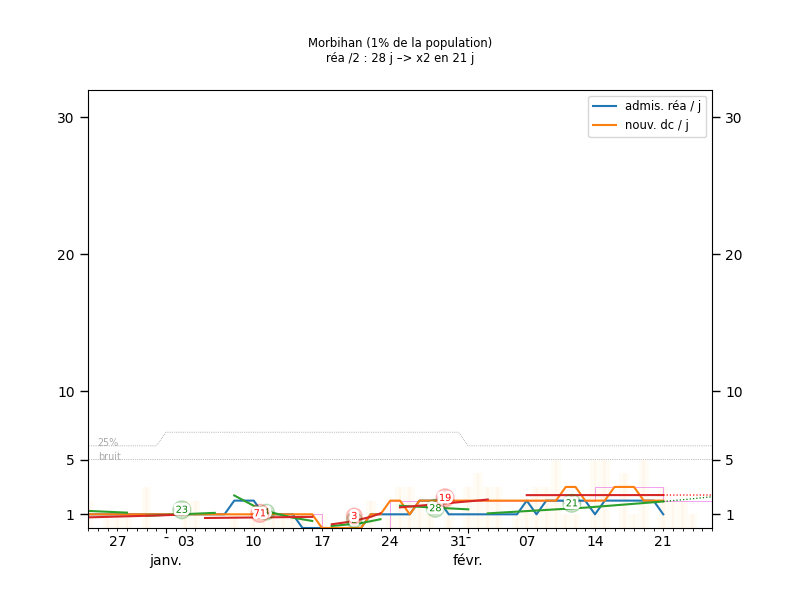 Morbihan (1% de la population)
réa /2 : 28 j –> x2 en 21 j
admis. réa / j
nouv. dc / j
30 30
20 20
10 10
25%
bruit
5 5
19
23 28 21
3
1 1
27 - 03 10 17 24 31- 07 14 21
janv. févr.